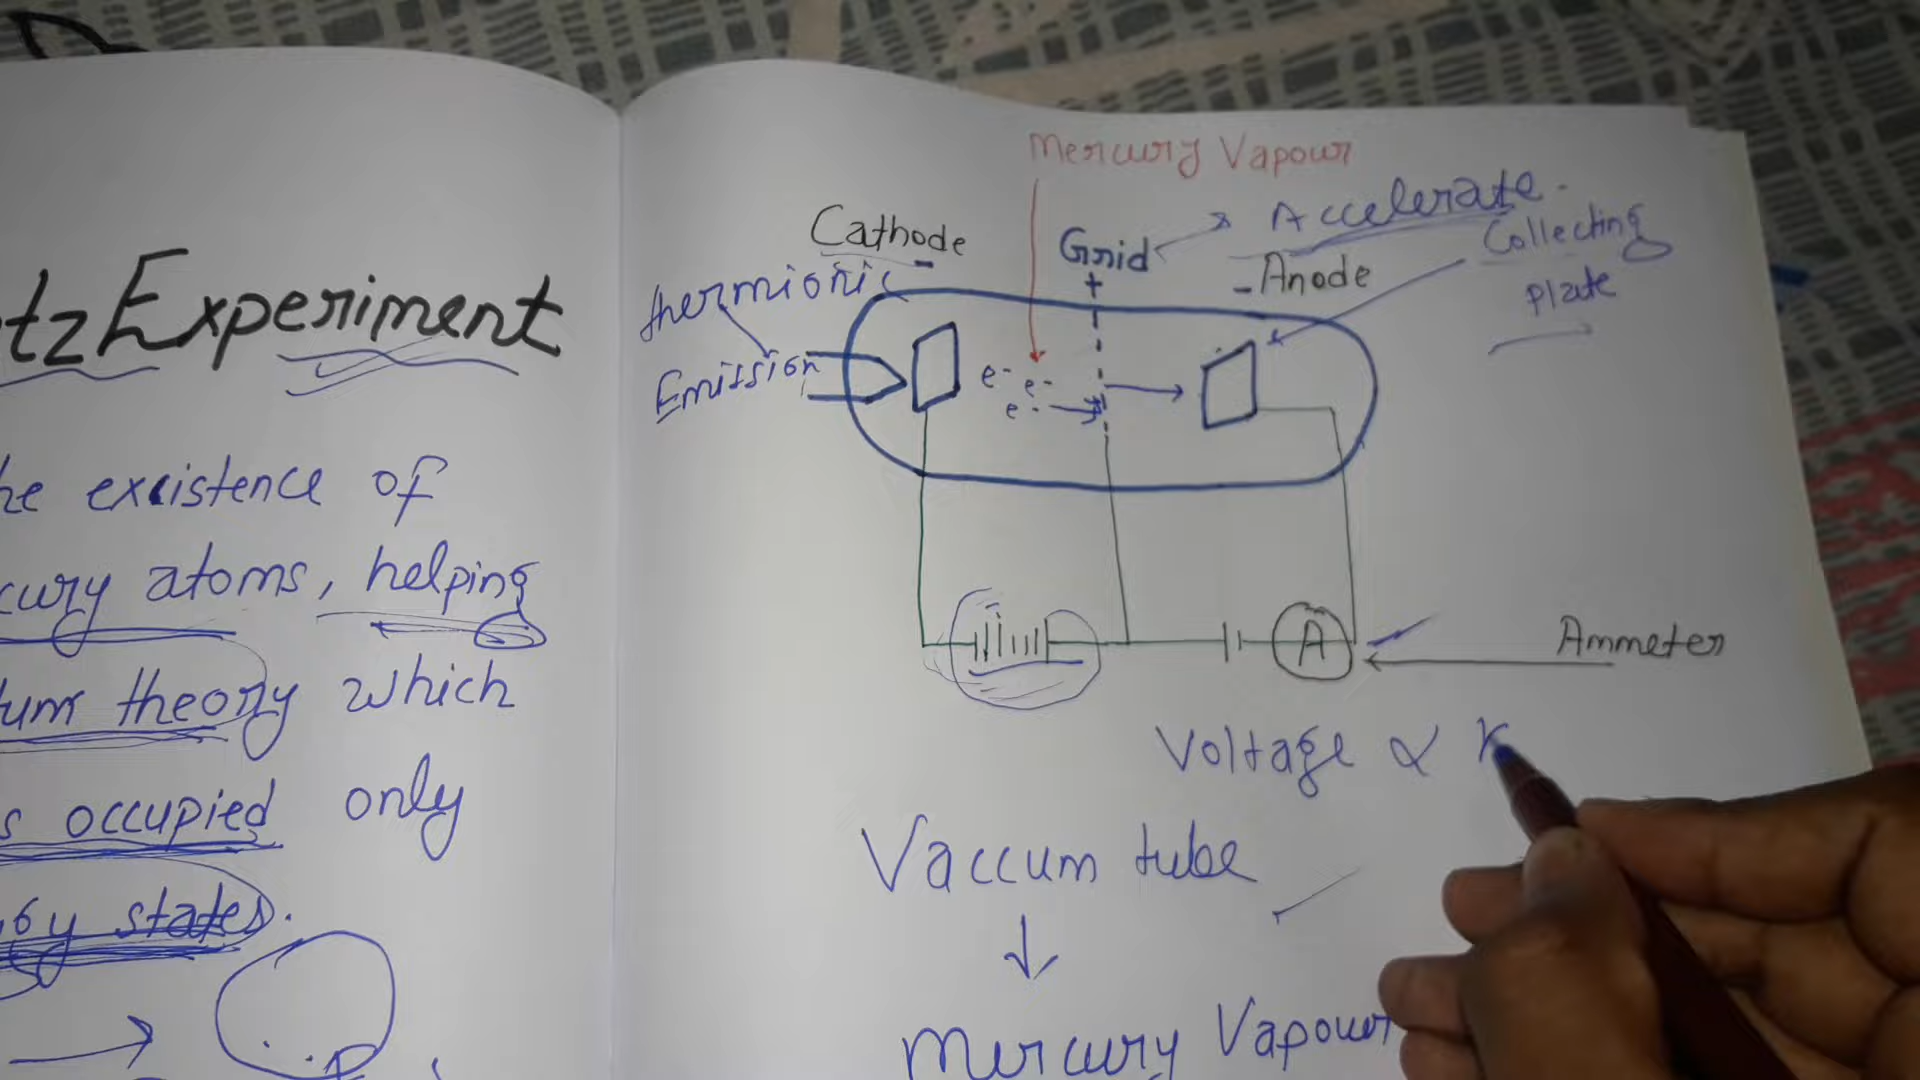 tzExperiment
he excistence of
cury atoms, helping
tum theory which
s occupied only
gy states.
Mercury Vapour
Accelerate.
Cathode
Grid
Collecting
plate
-
+
- Anode
thermionic
Emission
e- e-
e-
A
Ammeter
Voltage ∝ K
Vaccum tube
Mercury Vapour